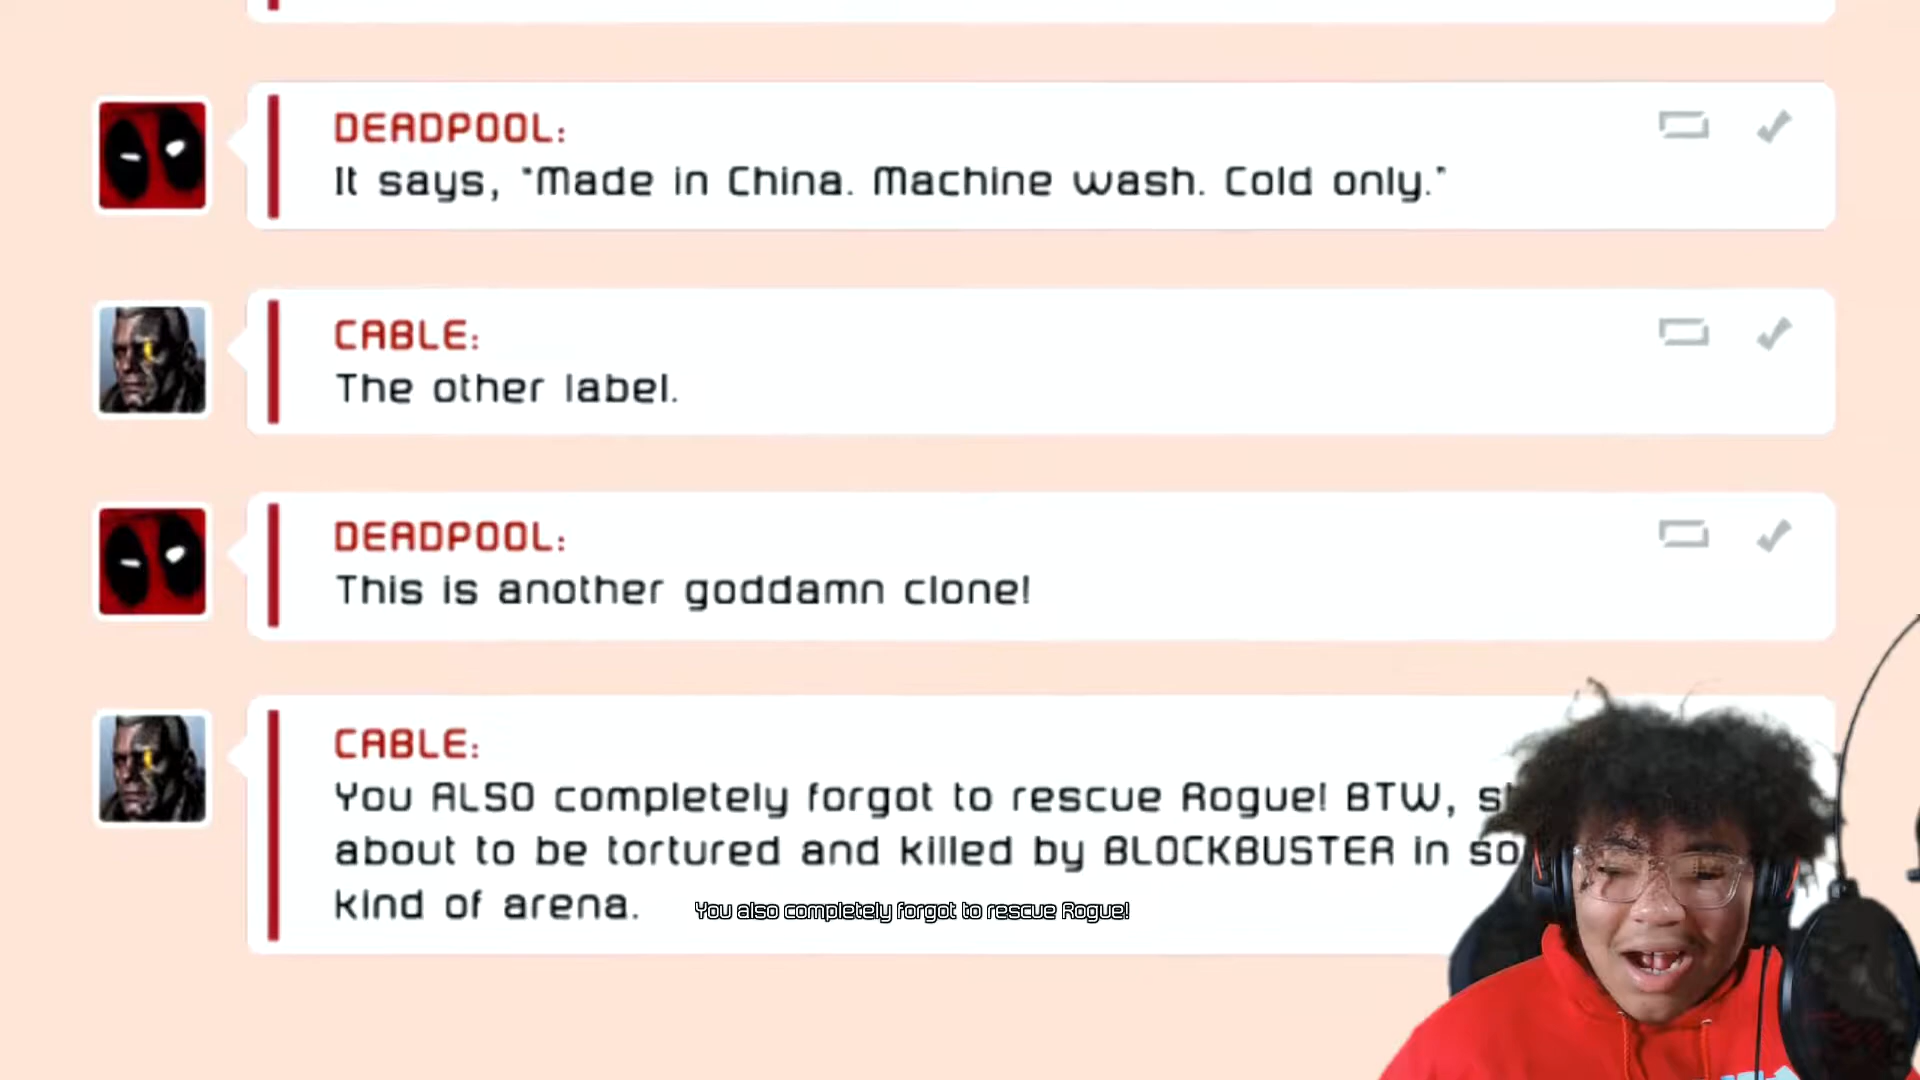 DEADPOOL:
It says, "Made in China. Machine wash. Cold only."
CABLE:
The other label.
DEADPOOL:
This is another goddamn clone!
CABLE:
You ALSO completely forgot to rescue Rogue! BTW,
about to be tortured and killed by BLOCKBUSTER in
kind of arena.
You also completely forgot to rescue Rogue!